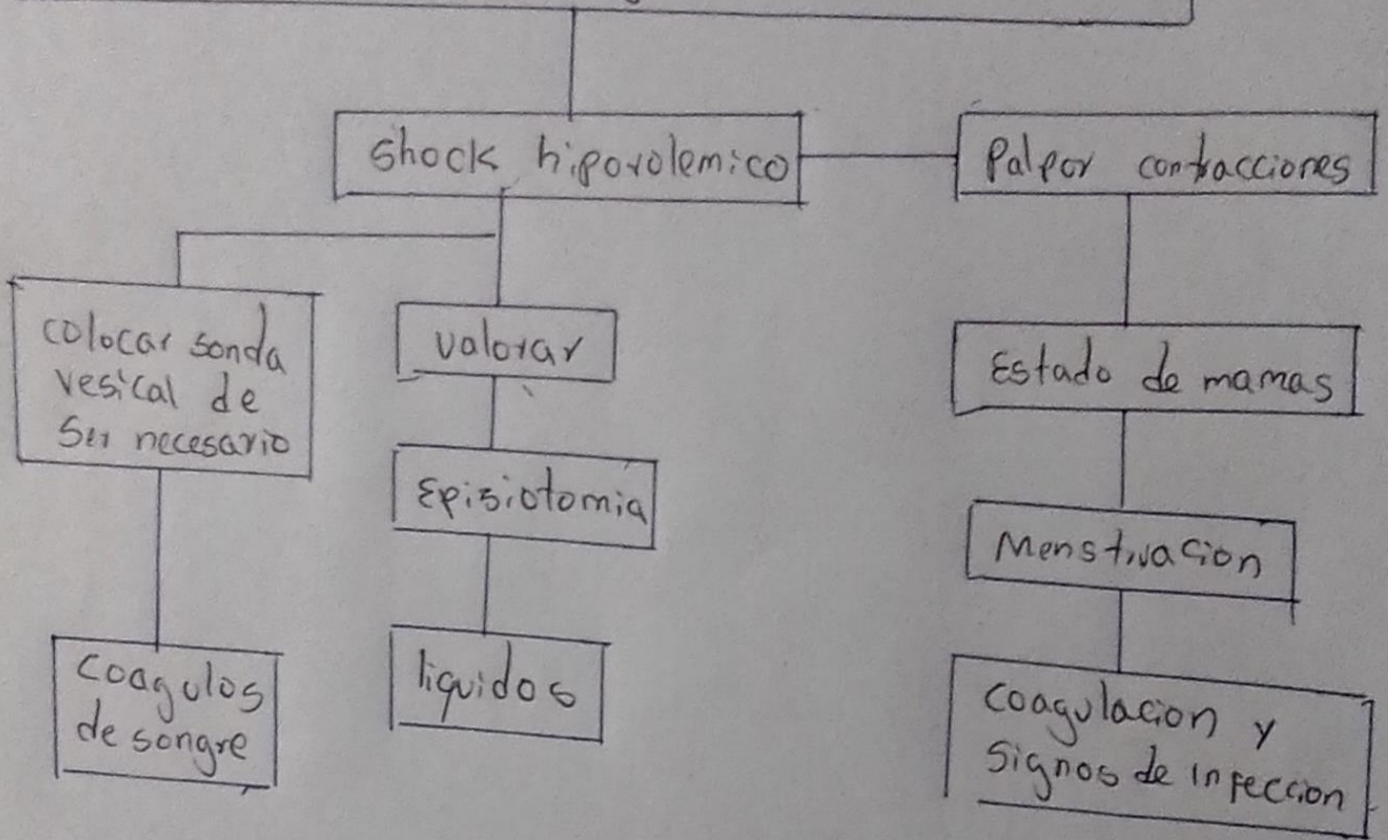 Shock hipovolemico
Palpar contracciones
colocar sonda
vesical de
ser necesario
valorar
Episiotomia
Estado de mamas
Menstruacion
coagulos
de songre
liquidos
coagulacion y
signos de infeccion